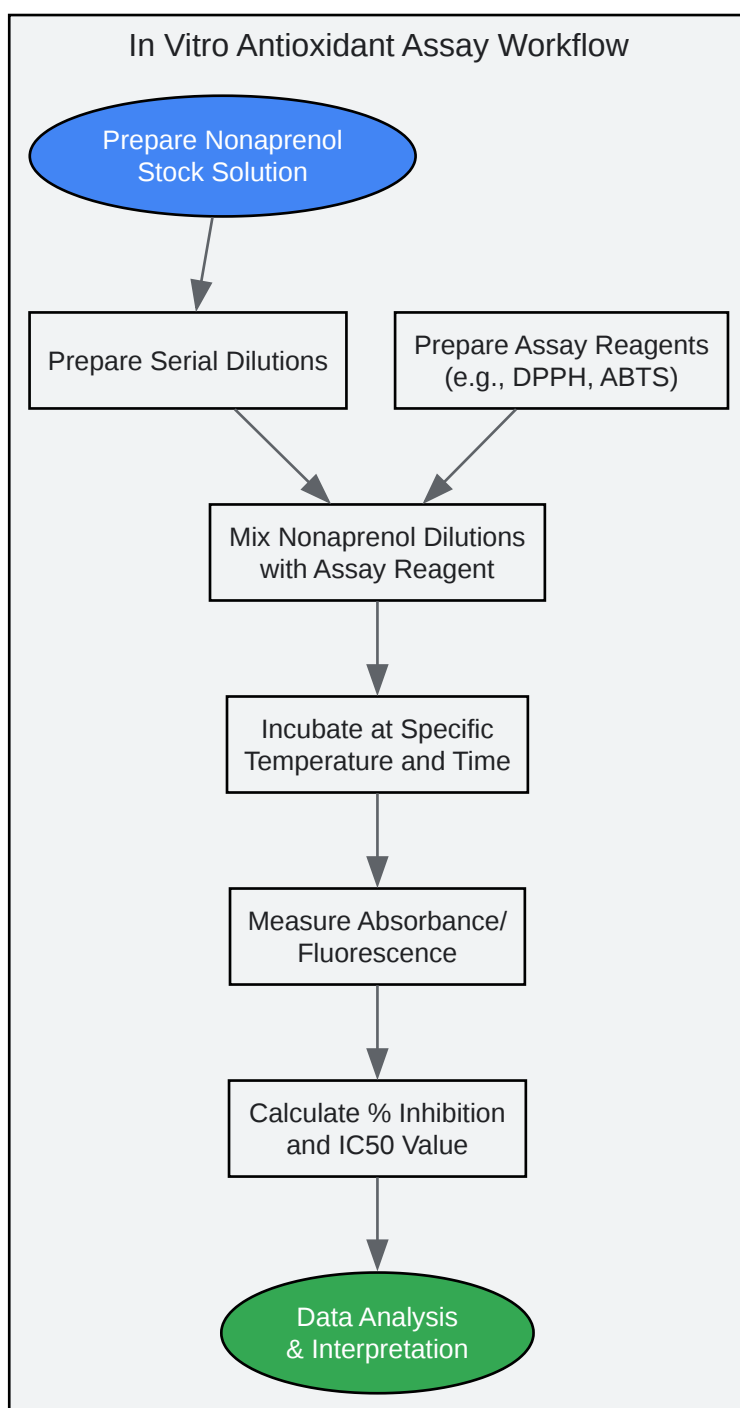 In Vitro Antioxidant Assay Workflow
Prepare Nonaprenol
Stock Solution
Prepare Serial Dilutions
Prepare Assay Reagents
(e.g., DPPH, ABTS)
Mix Nonaprenol Dilutions
with Assay Reagent
Incubate at Specific
Temperature and Time
Measure Absorbance/
Fluorescence
Calculate % Inhibition
and IC50 Value
Data Analysis
& Interpretation